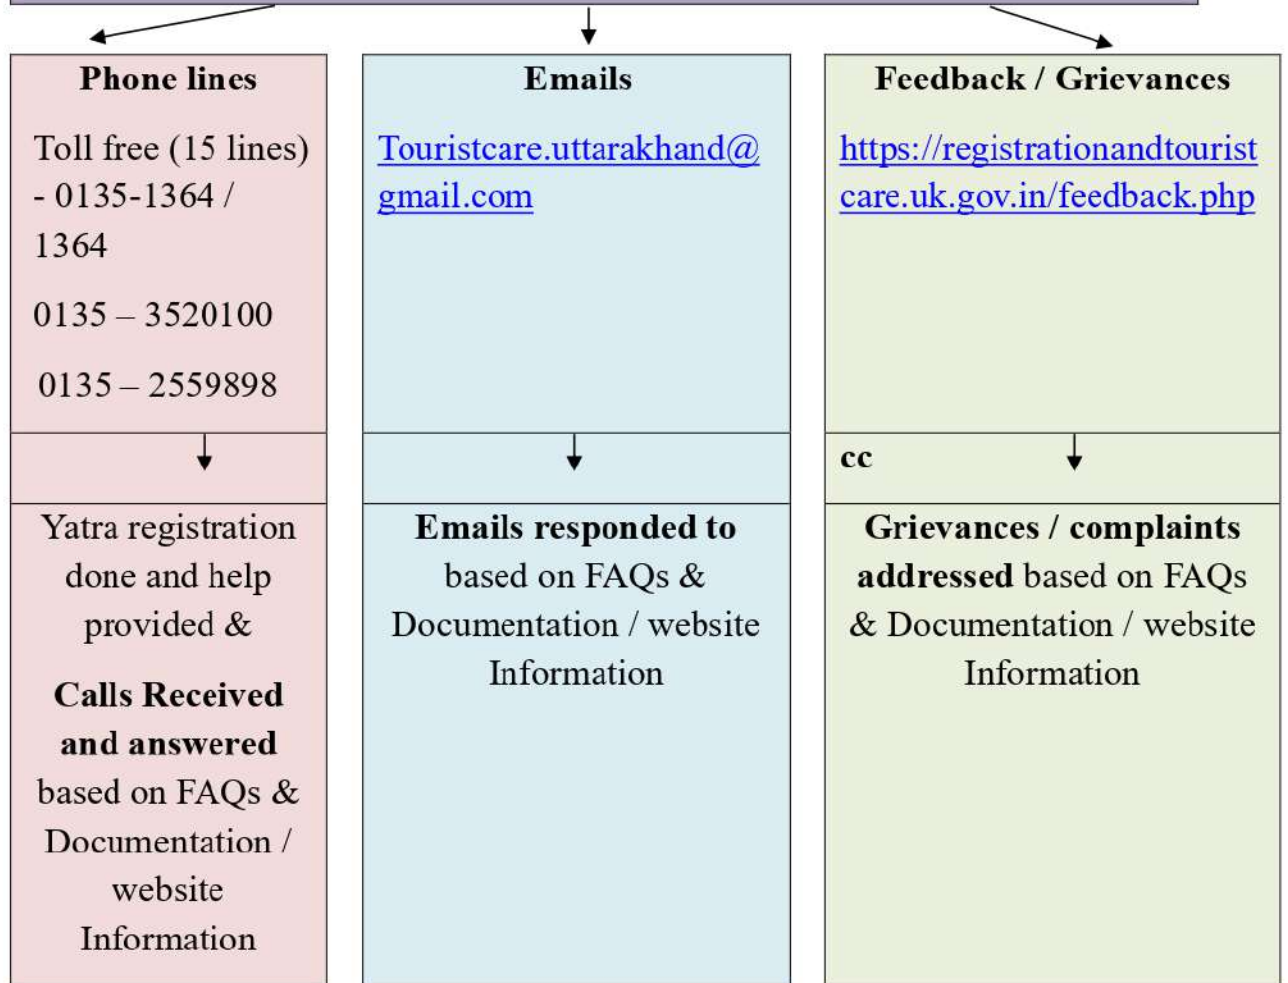 Phone lines
Toll free (15 lines)
- 0135-1364 /
1364
0135 – 3520100
0135 – 2559898
Yatra registration
done and help
provided &
Calls Received
and answered
based on FAQs &
Documentation /
website
Information
Emails
Touristcare.uttarakhand@
gmail.com
Emails responded to
based on FAQs &
Documentation / website
Information
Feedback / Grievances
https://registrationandtourist
care.uk.gov.in/feedback.php
cc
Grievances / complaints
addressed based on FAQs
& Documentation / website
Information